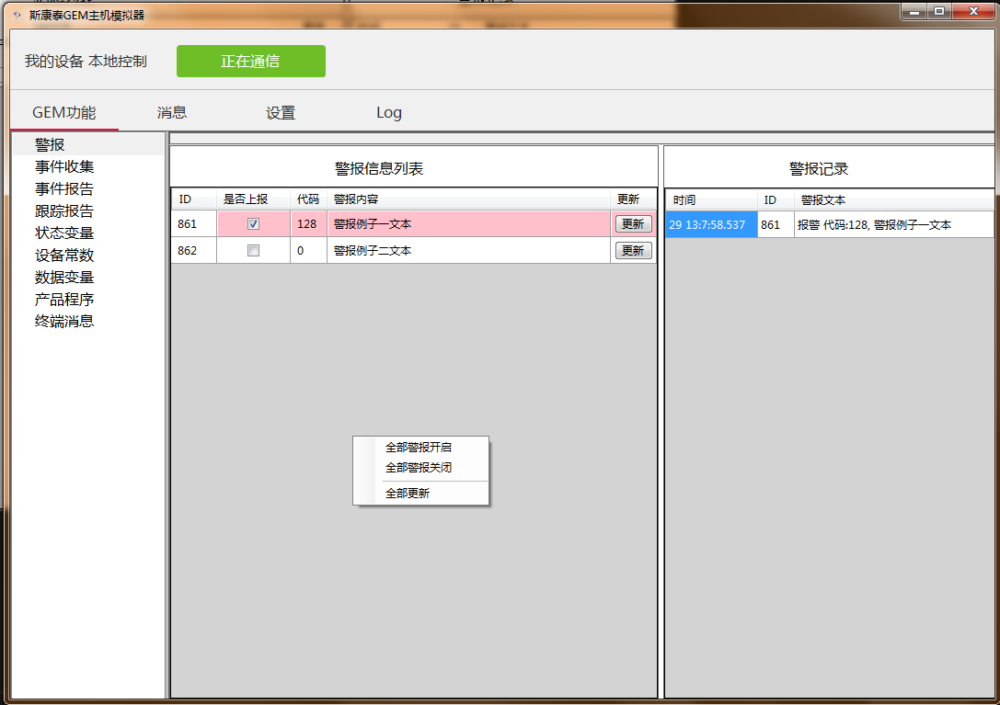 斯康泰GEM主机模拟器
我的设备 本地控制 正在通信
GEM功能 消息 设置 Log
警报
事件收集
事件报告
跟踪报告
状态变量
设备常数
数据变量
产品程序
终端消息
警报信息列表
ID 是否上报 代码 警报内容 更新
861 128 警报例子一文本 更新
862 0 警报例子二文本 更新
全部警报开启
全部警报关闭
全部更新
警报记录
时间 ID 警报文本
29 13:7:58.537 861 报警 代码:128, 警报例子一文本